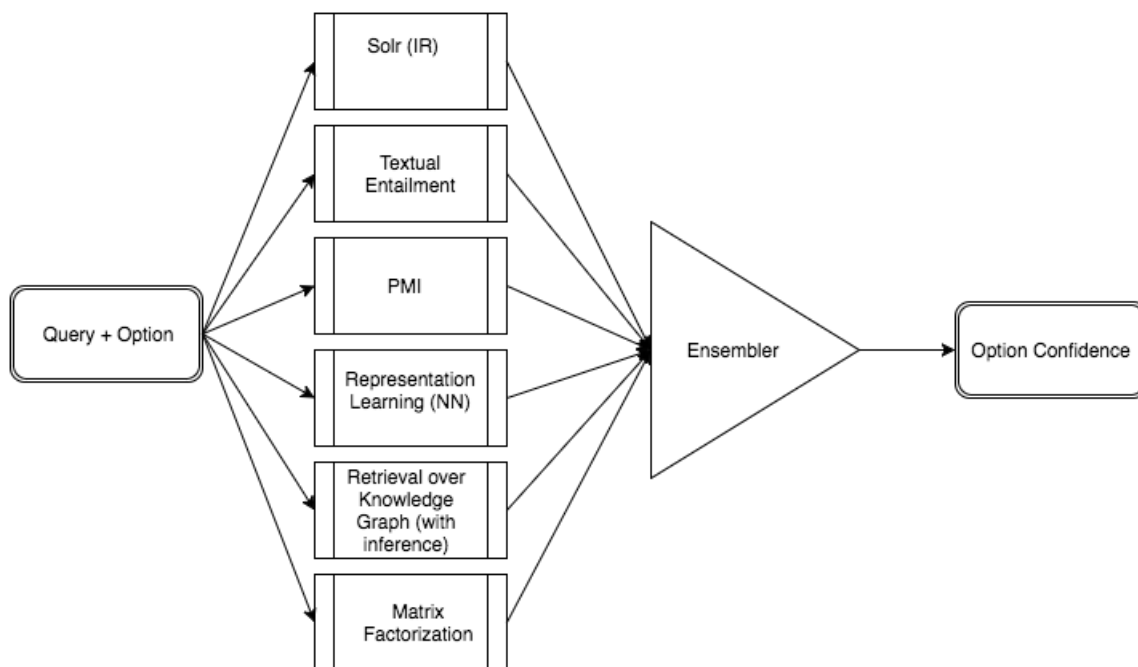 Solr (IR)
Textual
Entailment
PMI
Query + Option
Ensembler
Option Confidence
Representation
Learning (NN)
Retrieval over
Knowledge
Graph (with
inference)
Matrix
Factorization